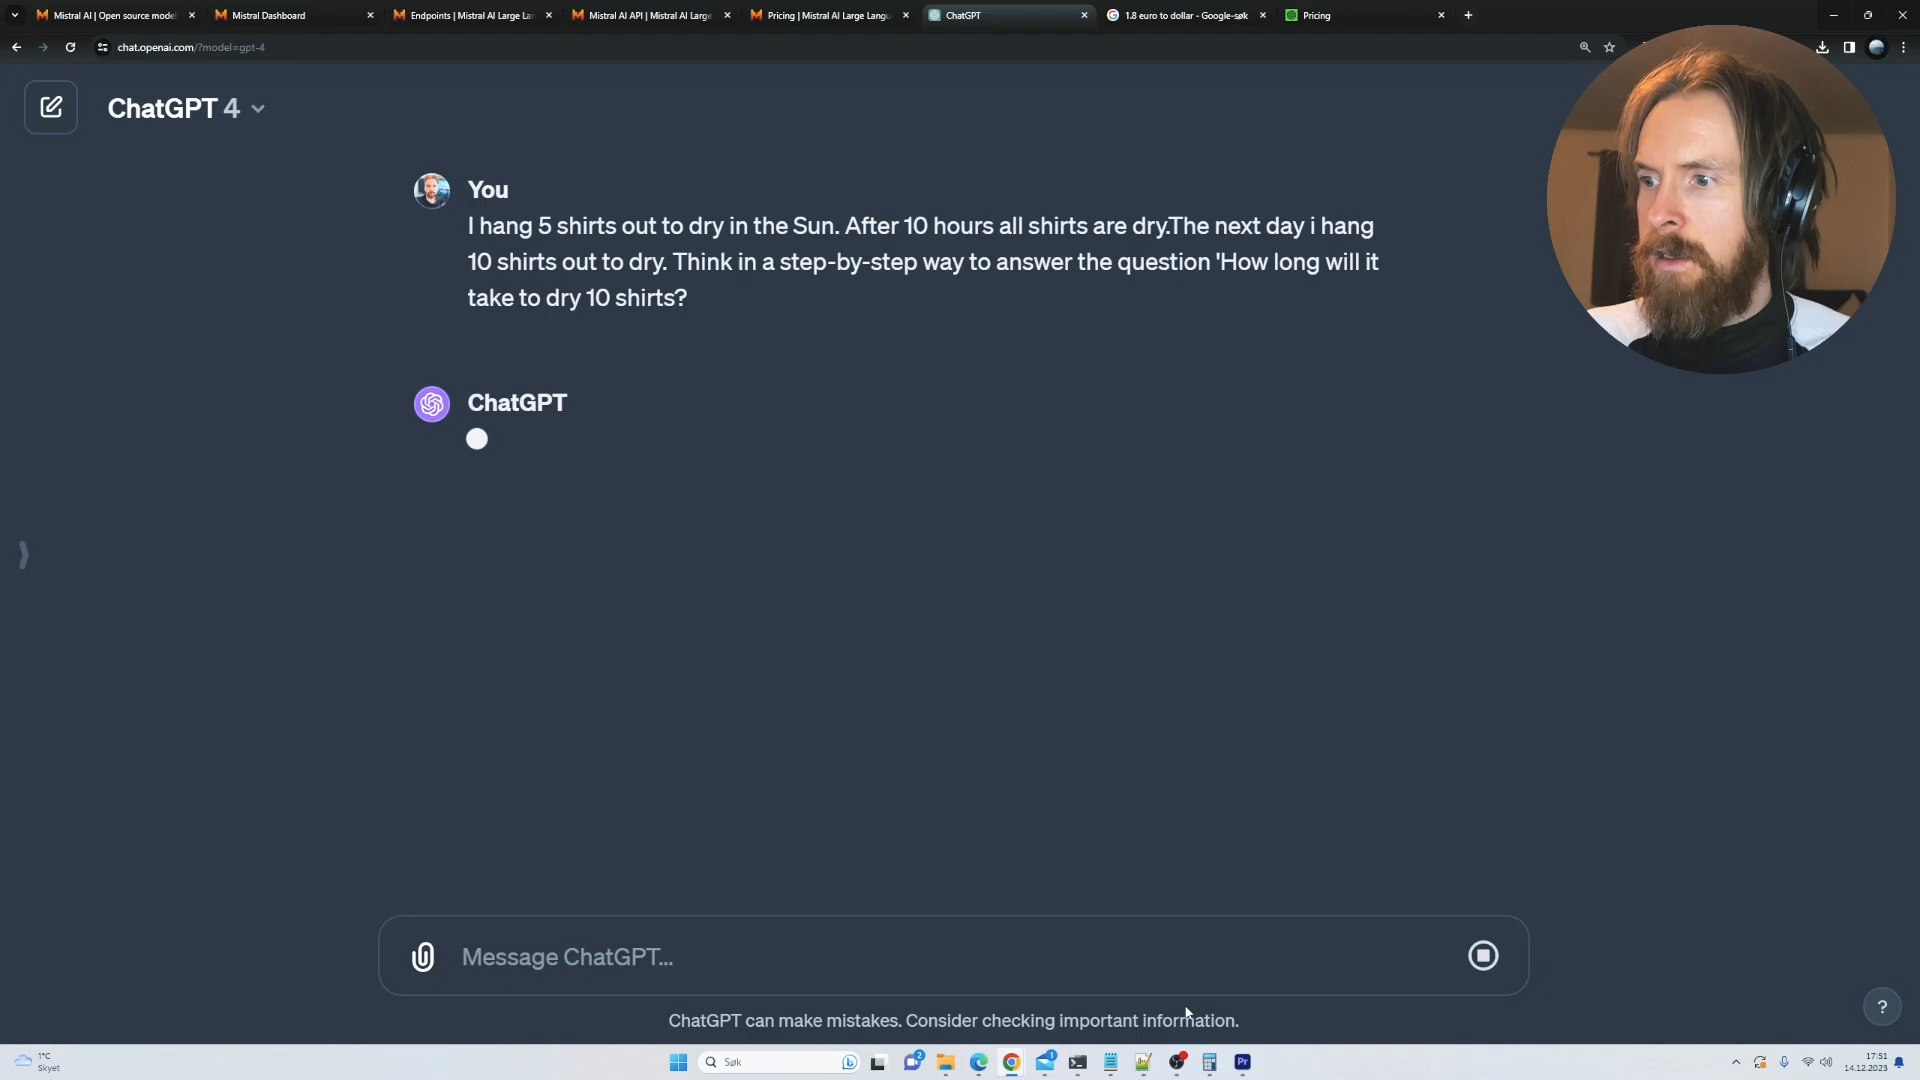 Mistral AI | Open source model
Mistral Dashboard
Endpoints | Mistral AI Large Lan
Mistral AI API | Mistral AI Large
Pricing | Mistral AI Large Langu
ChatGPT
1.8 euro to dollar - Google-søk
Pricing
chat.openai.com/?model=gpt-4
ChatGPT 4
You
I hang 5 shirts out to dry in the Sun. After 10 hours all shirts are dry.The next day i hang
10 shirts out to dry. Think in a step-by-step way to answer the question 'How long will it
take to dry 10 shirts?
ChatGPT
Message ChatGPT...
ChatGPT can make mistakes. Consider checking important information.
?
1°C
Skyet
Søk
2
1
Pr
17:51
14.12.2023